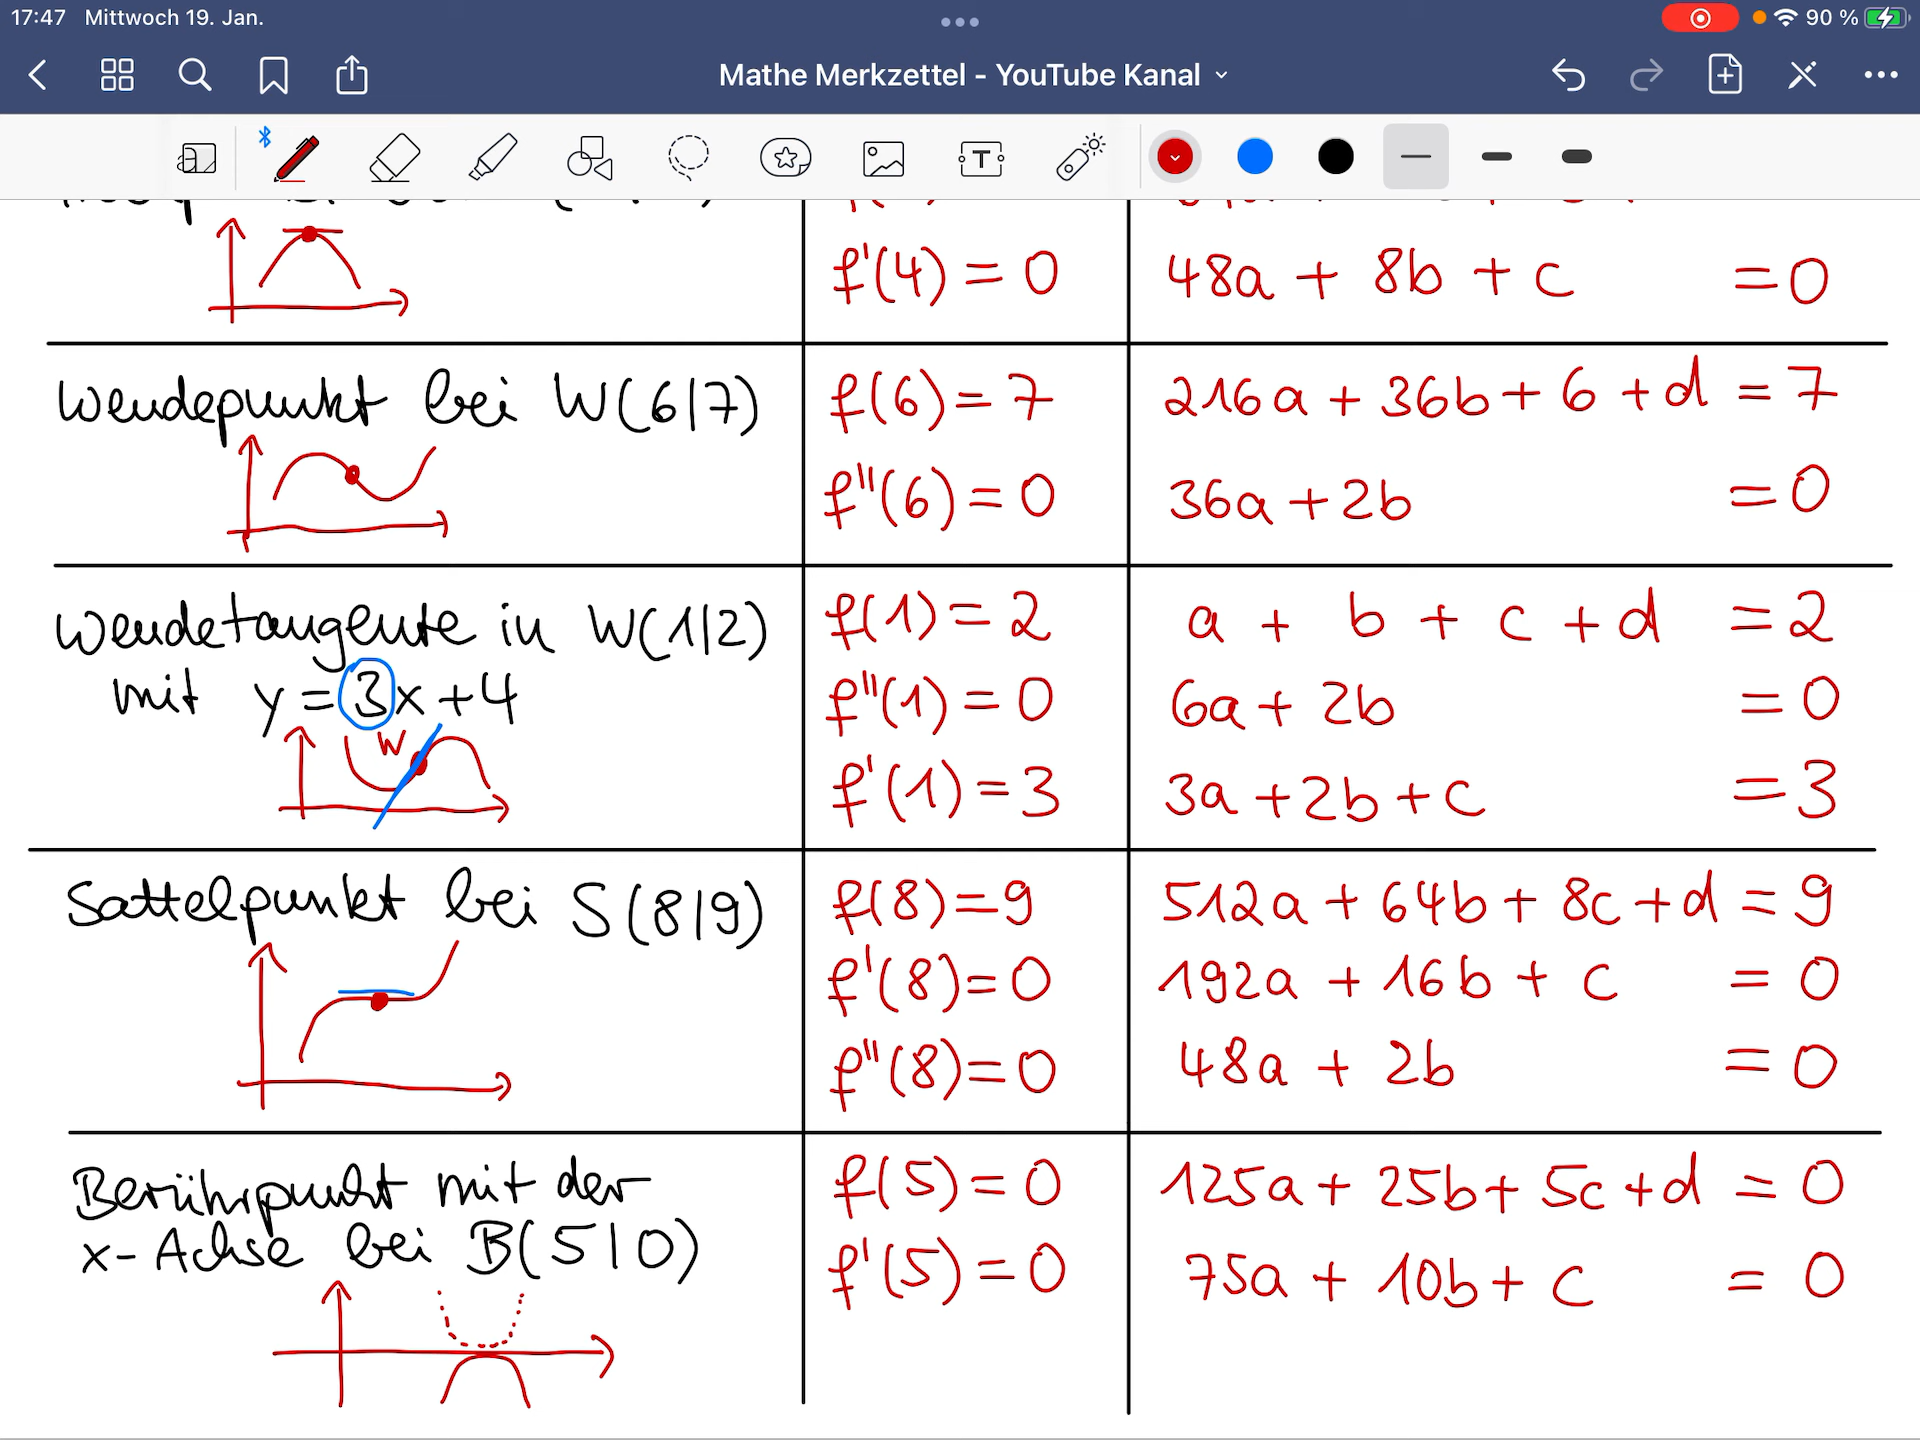 17:47 Mittwoch 19. Jan.
90 %
Mathe Merkzettel - YouTube Kanal
f'(4) = 0
48a + 8b + c = 0
Wendepunkt bei W(6|7)
f(6) = 7
216a + 36b + 6 + d = 7
f''(6) = 0
36a + 2b = 0
Wendetangente in W(1|2)
mit y = 3x + 4
W
f(1) = 2
a + b + c + d = 2
f''(1) = 0
6a + 2b = 0
f'(1) = 3
3a + 2b + c = 3
Sattelpunkt bei S(8|9)
f(8) = 9
512a + 64b + 8c + d = 9
f'(8) = 0
192a + 16b + c = 0
f''(8) = 0
48a + 2b = 0
Berührpunkt mit der
x-Achse bei B(5|0)
f(5) = 0
125a + 25b + 5c + d = 0
f'(5) = 0
75a + 10b + c = 0